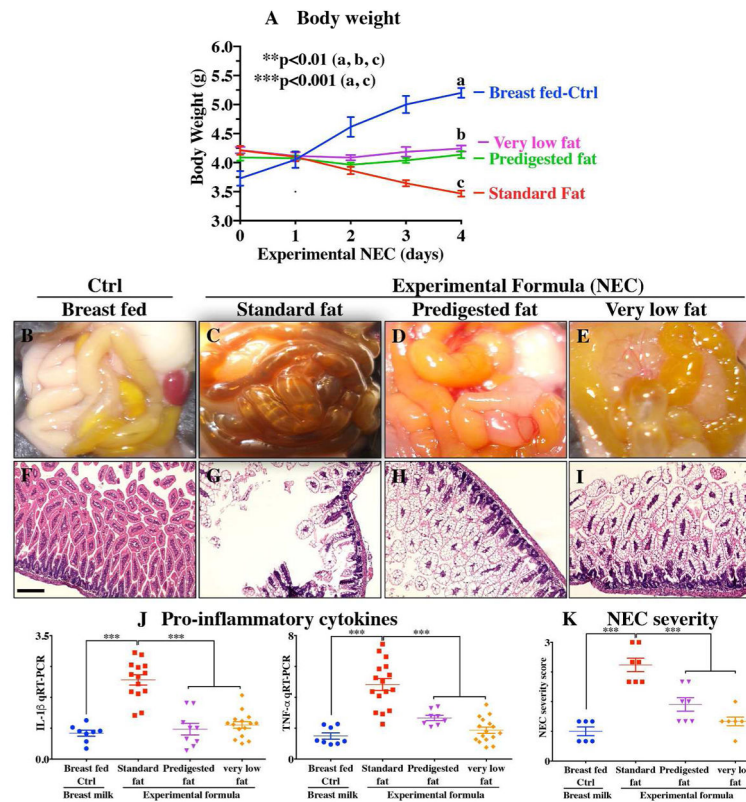 A Body weight
**p<0.01 (a, b, c)
***p<0.001 (a, c)
Body Weight (g)
6.0
5.5
5.0
4.5
4.0
3.5
3.0
a
b
c
Breast fed-Ctrl
Very low fat
Predigested fat
Standard Fat
0 1 2 3 4
Experimental NEC (days)
Ctrl Experimental Formula (NEC)
Breast fed Standard fat Predigested fat Very low fat
B C D E
F G H I
J Pro-inflammatory cytokines
*** ***
3.5
0
IL-1β qRT-PCR
Breast fed Standard Predigested very low
Ctrl fat fat fat
Breast milk Experimental formula
*** ***
8
0
TNF-α qRT-PCR
Breast fed Standard Predigested very low
Ctrl fat fat fat
Breast milk Experimental formula
K NEC severity
*** ***
3
0
NEC severity score
Breast fed Standard Predigested very low
Ctrl fat fat fat
Breast milk Experimental formula